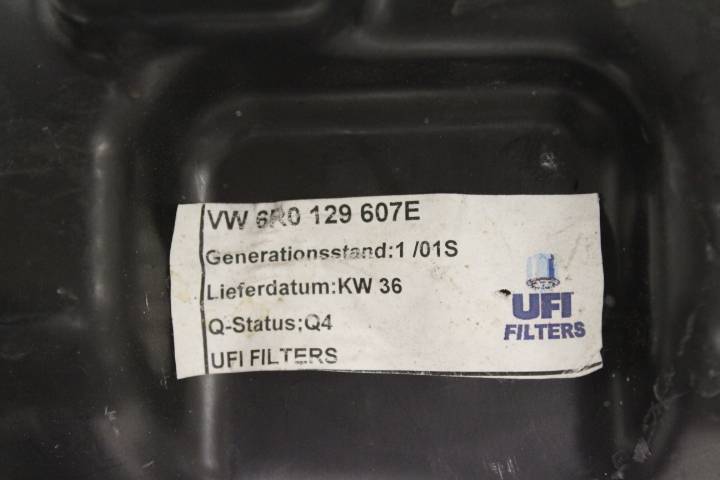 VW 6R0 129 607E
Generationsstand:1 /01S
Lieferdatum:KW 36
Q-Status:Q4
UFI FILTERS
UFI
FILTERS